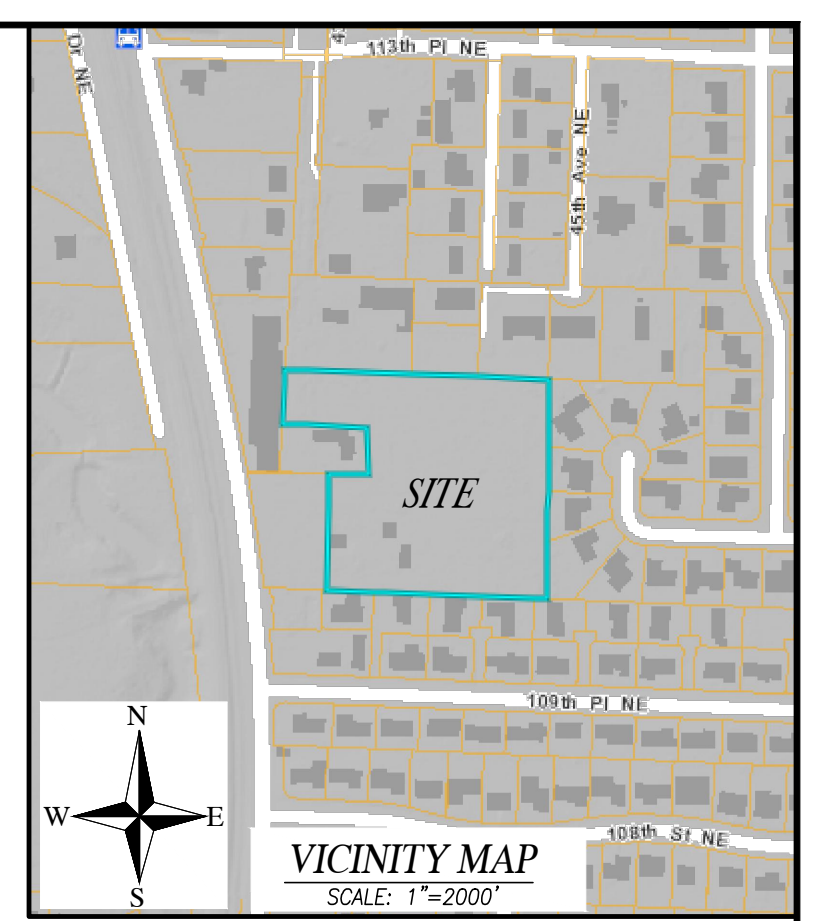 Dr NE
113th Pl NE
45th Ave NE
SITE
109th Pl NE
108th St NE
N
W E
S
VICINITY MAP
SCALE: 1"=2000'